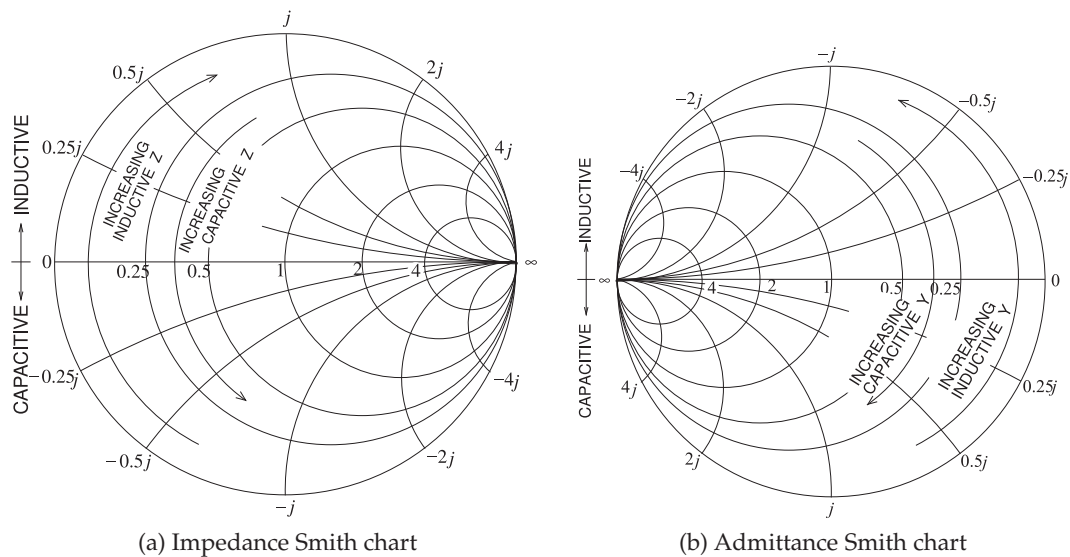 j
0.5j
2j
0.25j
4j
INDUCTIVE
INCREASING
INDUCTIVE Z
INCREASING
CAPACITIVE Z
0
0.25
0.5
1
2
4
∞
CAPACITIVE
−0.25j
−4j
−0.5j
−2j
−j
(a) Impedance Smith chart
−j
−2j
−0.5j
−4j
−0.25j
INDUCTIVE
∞
4
2
1
0.5
0.25
0
CAPACITIVE
INCREASING
CAPACITIVE Y
INCREASING
INDUCTIVE Y
4j
0.25j
2j
0.5j
j
(b) Admittance Smith chart